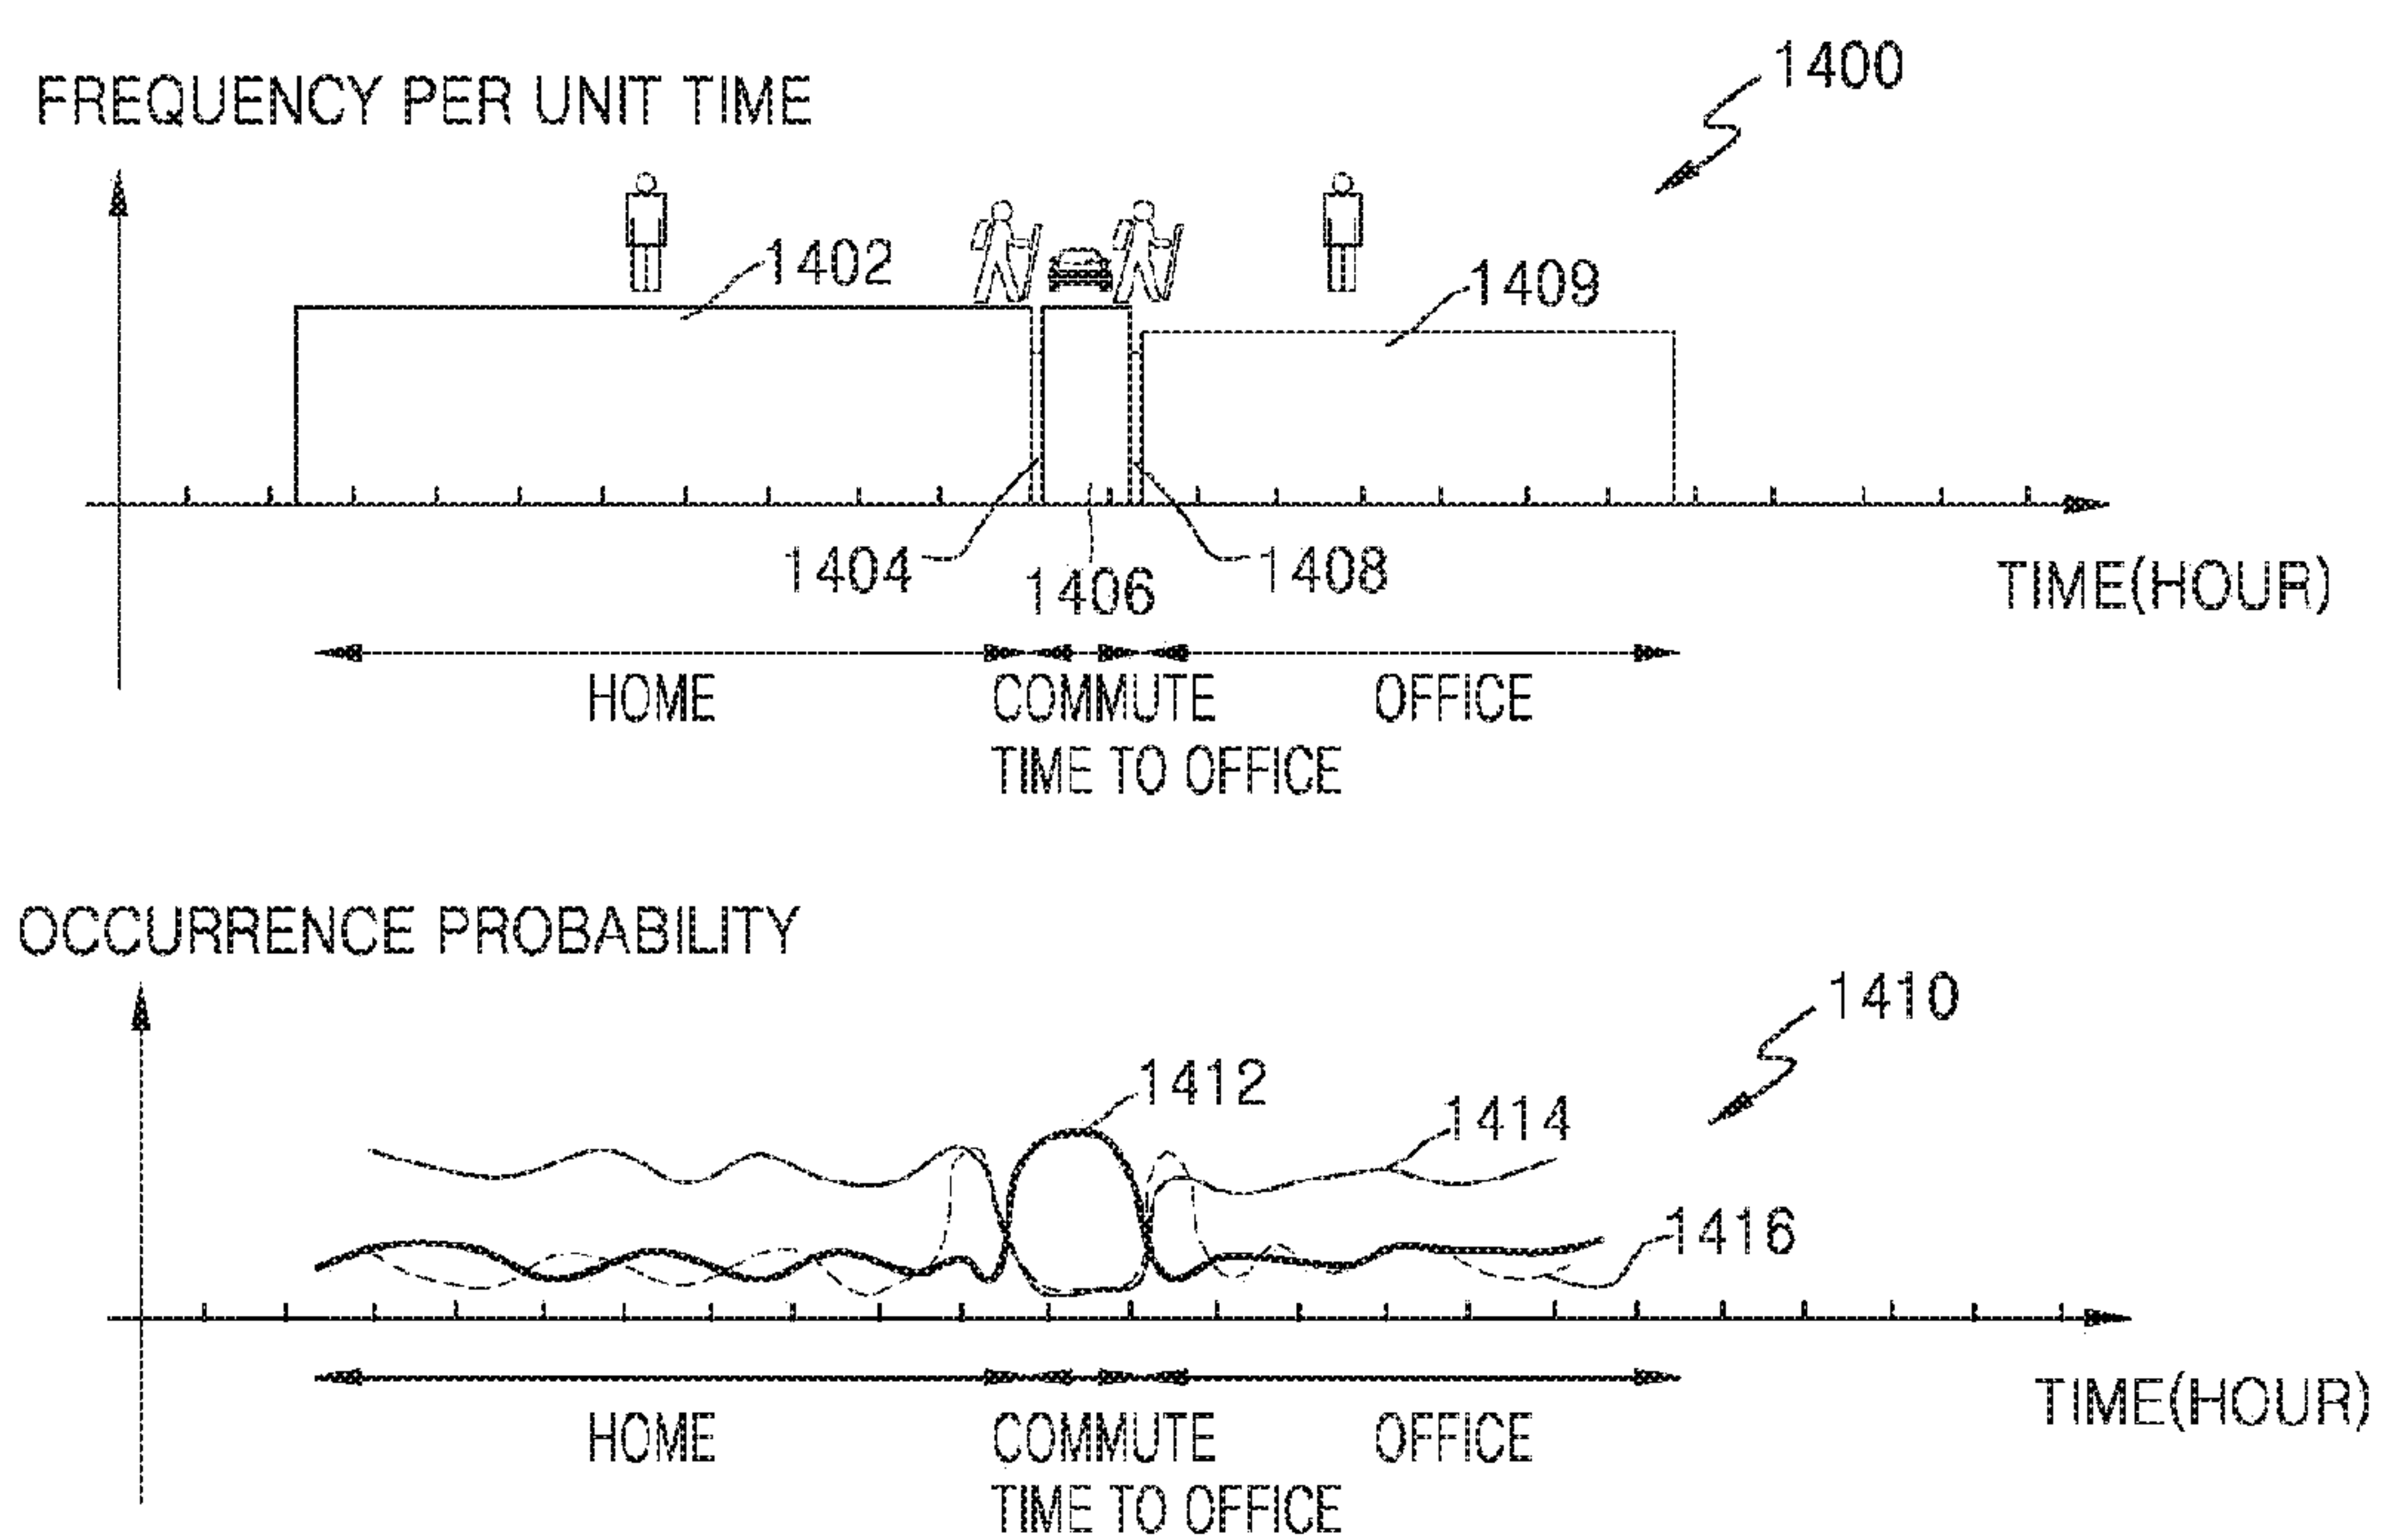 1400
FREQUENCY PER UNIT TIME
1402
1409
1404
1406
1408
TIME(HOUR)
HOME
COMMUTE
TIME TO OFFICE
OFFICE
OCCURRENCE PROBABILITY
1410
1412
1414
1416
TIME(HOUR)
HOME
COMMUTE
TIME TO OFFICE
OFFICE